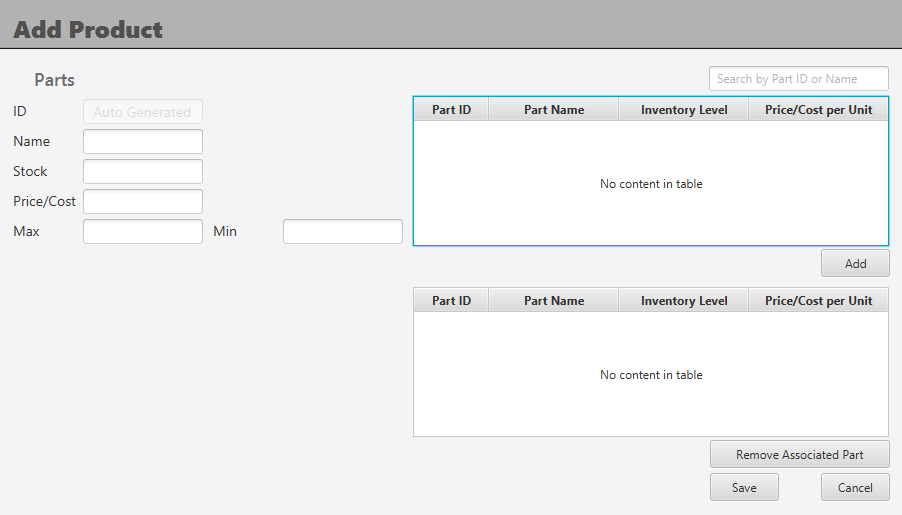 Add Product
Parts
Search by Part ID or Name
ID Auto Generated
Name
Stock
Price/Cost
Max Min
Part ID Part Name Inventory Level Price/Cost per Unit
No content in table
Add
Part ID Part Name Inventory Level Price/Cost per Unit
No content in table
Remove Associated Part
Save Cancel